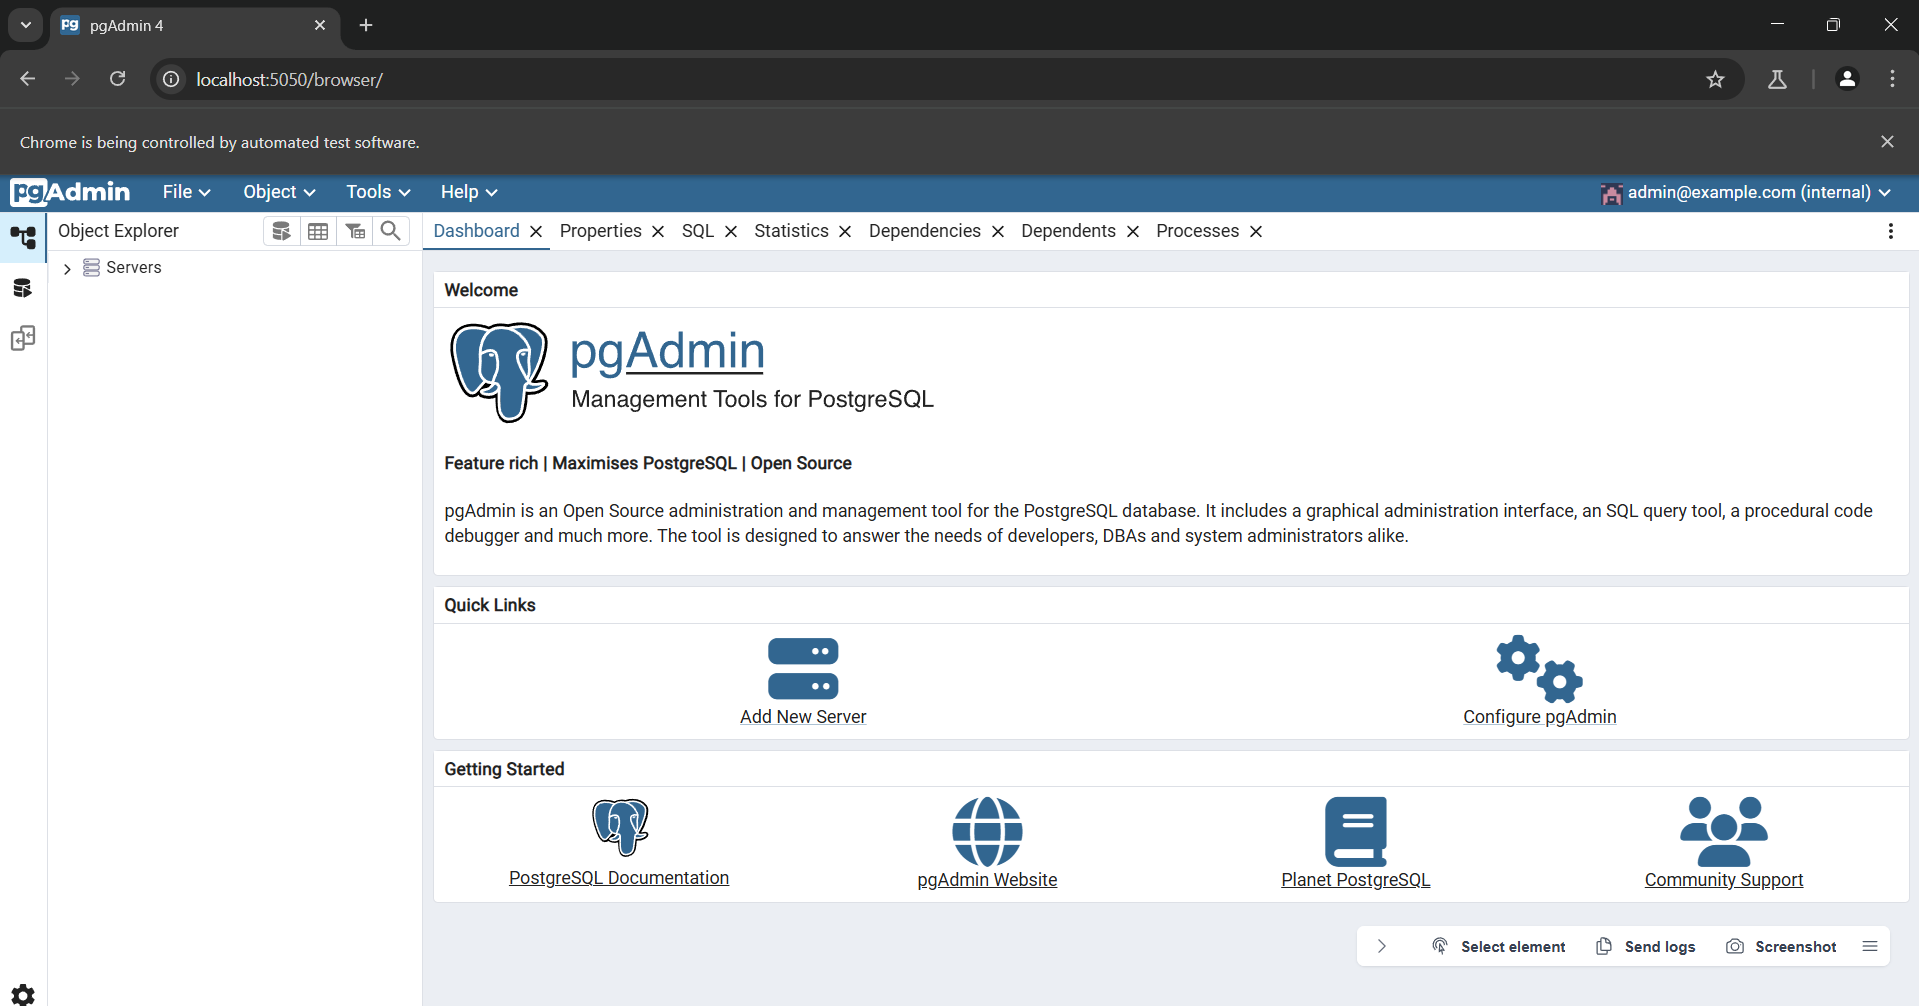 pgAdmin 4
localhost:5050/browser/
Chrome is being controlled by automated test software.
pgAdmin File Object Tools Help admin@example.com (internal)
Object Explorer
Dashboard Properties SQL Statistics Dependencies Dependents Processes
Servers
Welcome
pgAdmin
Management Tools for PostgreSQL
Feature rich | Maximises PostgreSQL | Open Source
pgAdmin is an Open Source administration and management tool for the PostgreSQL database. It includes a graphical administration interface, an SQL query tool, a procedural code
debugger and much more. The tool is designed to answer the needs of developers, DBAs and system administrators alike.
Quick Links
Add New Server
Configure pgAdmin
Getting Started
PostgreSQL Documentation
pgAdmin Website
Planet PostgreSQL
Community Support
Select element Send logs Screenshot